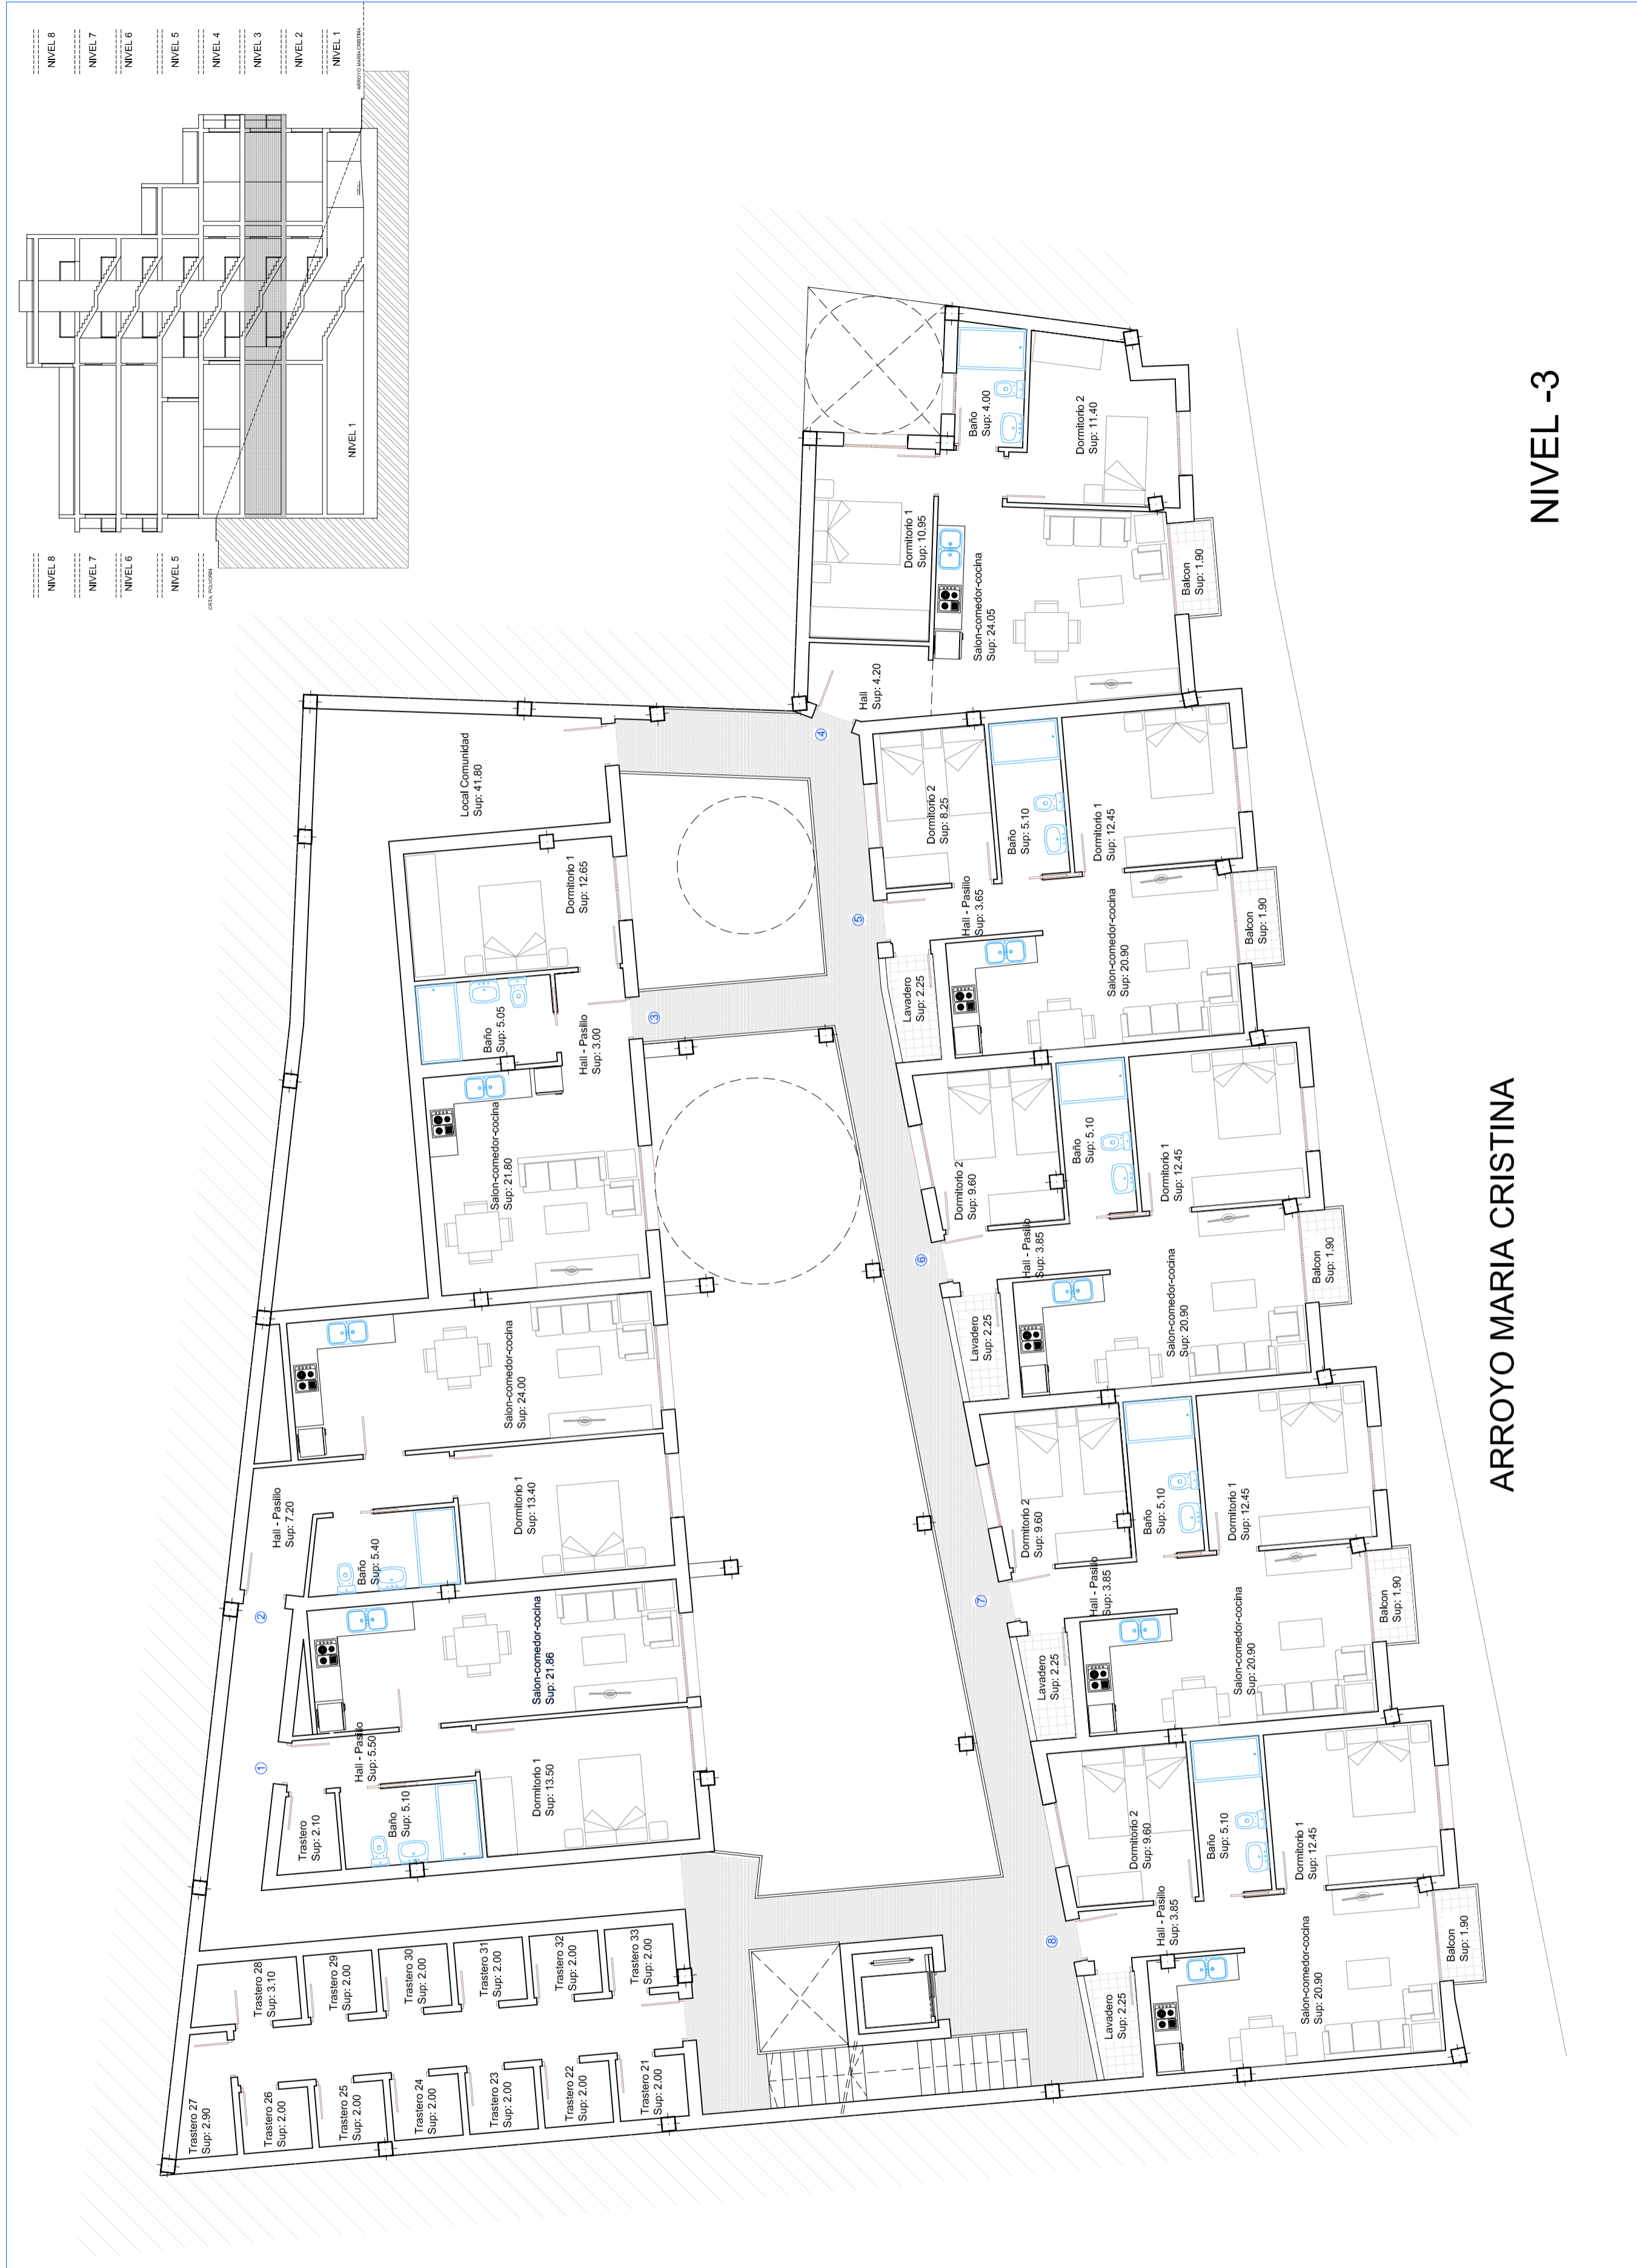 NIVEL 8
NIVEL 7
NIVEL 6
NIVEL 5
NIVEL 4
NIVEL 3
NIVEL 2
NIVEL 1
ARROYO MARIA CRISTINA
NIVEL 8
NIVEL 7
NIVEL 6
NIVEL 5
CRTA. POLVORIN
NIVEL 1
Baño
Sup: 4.00
Dormitorio 2
Sup: 11.40
Dormitorio 1
Sup: 10.95
Salon-comedor-cocina
Sup: 24.05
Balcon
Sup: 1.90
Hall
Sup: 4.20
4
Local Comunidad
Sup: 41.80
Dormitorio 1
Sup: 12.65
Baño
Sup: 5.05
Hall - Pasillo
Sup: 3.00
3
Salon-comedor-cocina
Sup: 21.80
Dormitorio 2
Sup: 8.25
Baño
Sup: 5.10
Dormitorio 1
Sup: 12.45
5
Hall - Pasillo
Sup: 3.65
Lavadero
Sup: 2.25
Salon-comedor-cocina
Sup: 20.90
Balcon
Sup: 1.90
Dormitorio 2
Sup: 9.60
Baño
Sup: 5.10
Dormitorio 1
Sup: 12.45
6
Hall - Pasillo
Sup: 3.85
Lavadero
Sup: 2.25
Salon-comedor-cocina
Sup: 20.90
Balcon
Sup: 1.90
Salon-comedor-cocina
Sup: 24.00
Hall - Pasillo
Sup: 7.20
Baño
Sup: 5.40
Dormitorio 1
Sup: 13.40
2
Dormitorio 2
Sup: 9.60
Baño
Sup: 5.10
Dormitorio 1
Sup: 12.45
7
Hall - Pasillo
Sup: 3.85
Lavadero
Sup: 2.25
Salon-comedor-cocina
Sup: 20.90
Balcon
Sup: 1.90
Salon-comedor-cocina
Sup: 21.86
1
Hall - Pasillo
Sup: 5.50
Trastero
Sup: 2.10
Baño
Sup: 5.10
Dormitorio 1
Sup: 13.50
Dormitorio 2
Sup: 9.60
Baño
Sup: 5.10
Dormitorio 1
Sup: 12.45
8
Hall - Pasillo
Sup: 3.85
Lavadero
Sup: 2.25
Salon-comedor-cocina
Sup: 20.90
Balcon
Sup: 1.90
Trastero 28
Sup: 3.10
Trastero 29
Sup: 2.00
Trastero 30
Sup: 2.00
Trastero 31
Sup: 2.00
Trastero 32
Sup: 2.00
Trastero 33
Sup: 2.00
Trastero 27
Sup: 2.90
Trastero 26
Sup: 2.00
Trastero 25
Sup: 2.00
Trastero 24
Sup: 2.00
Trastero 23
Sup: 2.00
Trastero 22
Sup: 2.00
Trastero 21
Sup: 2.00
ARROYO MARIA CRISTINA
NIVEL -3